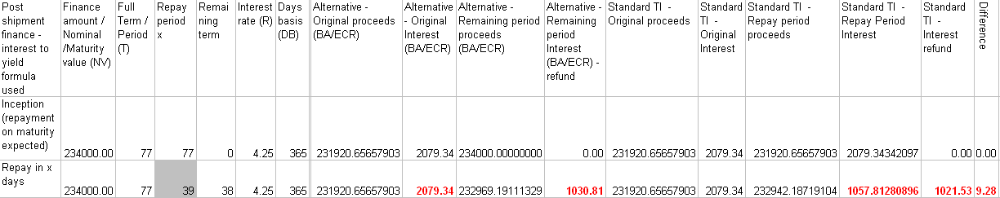 Post shipment finance - interest to yield formula used	Finance amount / Nominal /Maturity value (NV)	Full Term / Period (T)	Repay period x	Remai ning term	Interest rate (R)	Days basis (DB)	Alternative - Original proceeds (BA/ECR)	Alternative - Original Interest (BA/ECR)	Alternative - Remaining period proceeds (BA/ECR)	Alternative - Remaining period Interest (BA/ECR) - refund	Standard TI - Original proceeds	Standard TI - Original Interest	Standard TI - Repay period proceeds	Standard TI - Repay Period Interest	Standard TI - Interest refund	Difference
Inception (repayment on maturity expected)	234000.00	77	77	0	4.25	365	231920.65657903	2079.34	234000.00000000	0.00	231920.65657903	2079.34	231920.65657903	2079.34342097	0.00	0.00
Repay in x days	234000.00	77	39	38	4.25	365	231920.65657903	2079.34	232969.19111329	1030.81	231920.65657903	2079.34	232942.18719104	1057.81280896	1021.53	9.28